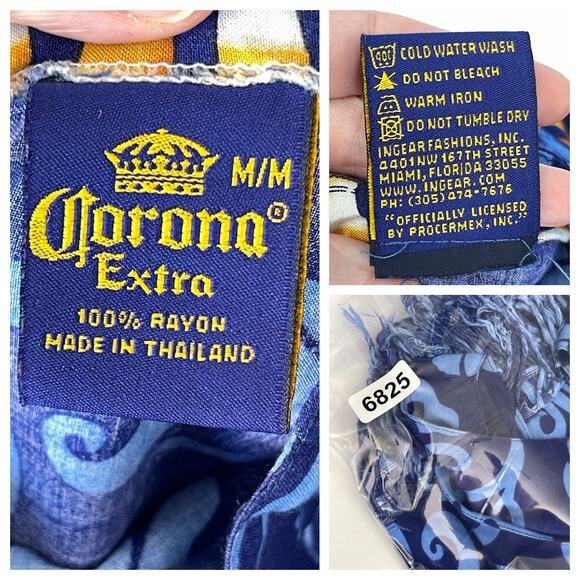 M/M
Corona®
Extra
100% RAYON
MADE IN THAILAND
40C
COLD WATER WASH
DO NOT BLEACH
WARM IRON
DO NOT TUMBLE DRY
INGEAR FASHIONS, INC.
4401 NW 167TH STREET
MIAMI, FLORIDA 33055
WWW.INGEAR.COM
PH: (305) 474-7676
"OFFICIALLY LICENSED
BY PROCERMEX, INC."
6825